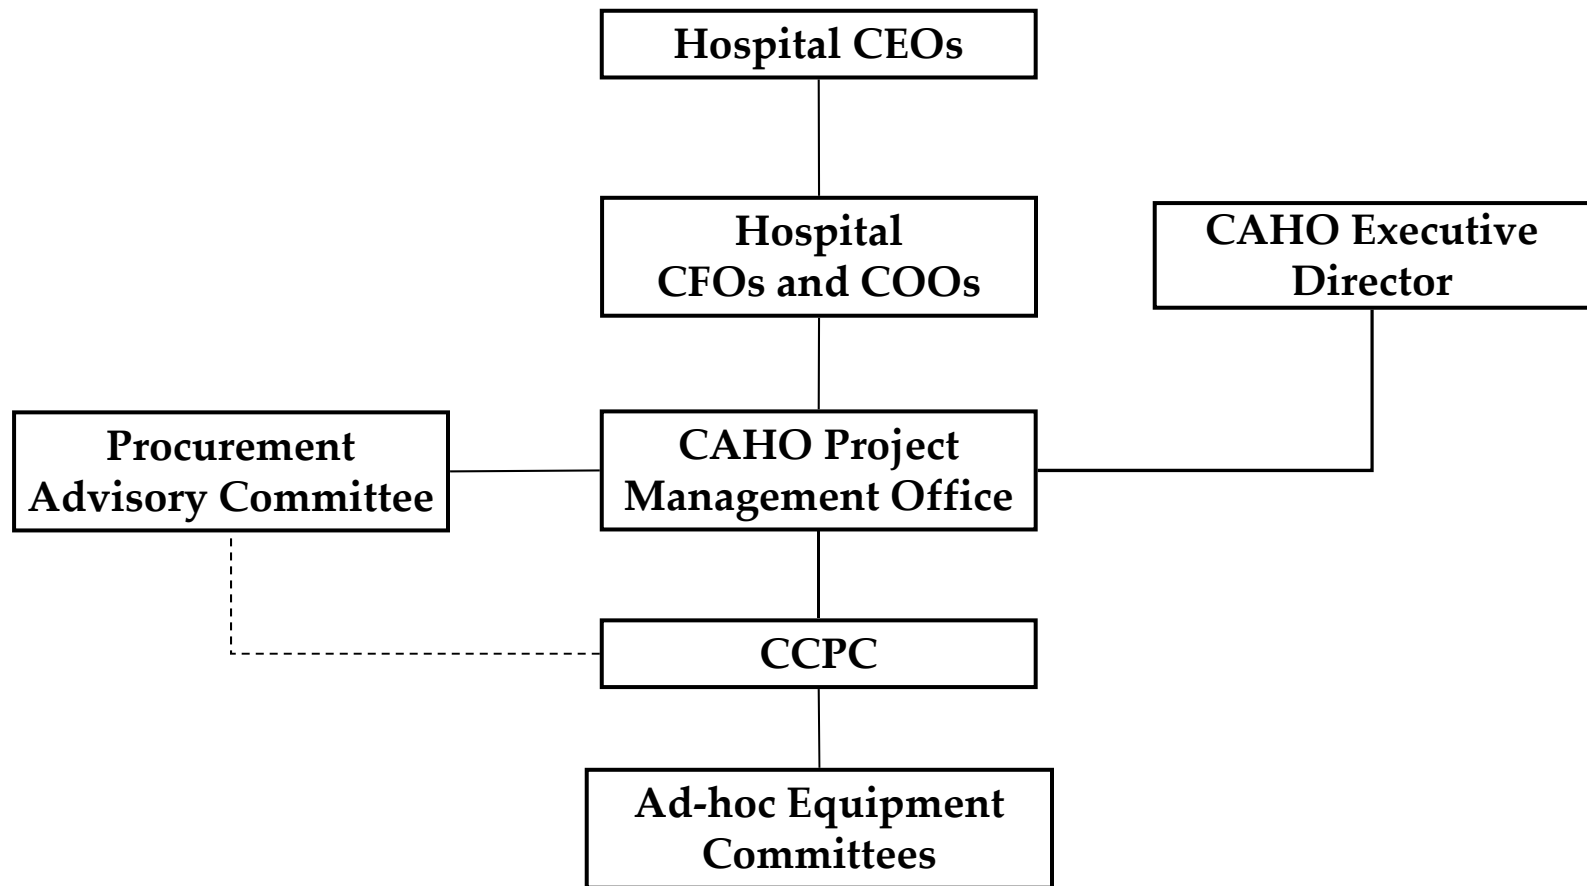 Hospital CEOs
Hospital
CFOs and COOs
CAHO Executive
Director
Procurement
Advisory Committee
CAHO Project
Management Office
CCPC
Ad-hoc Equipment
Committees